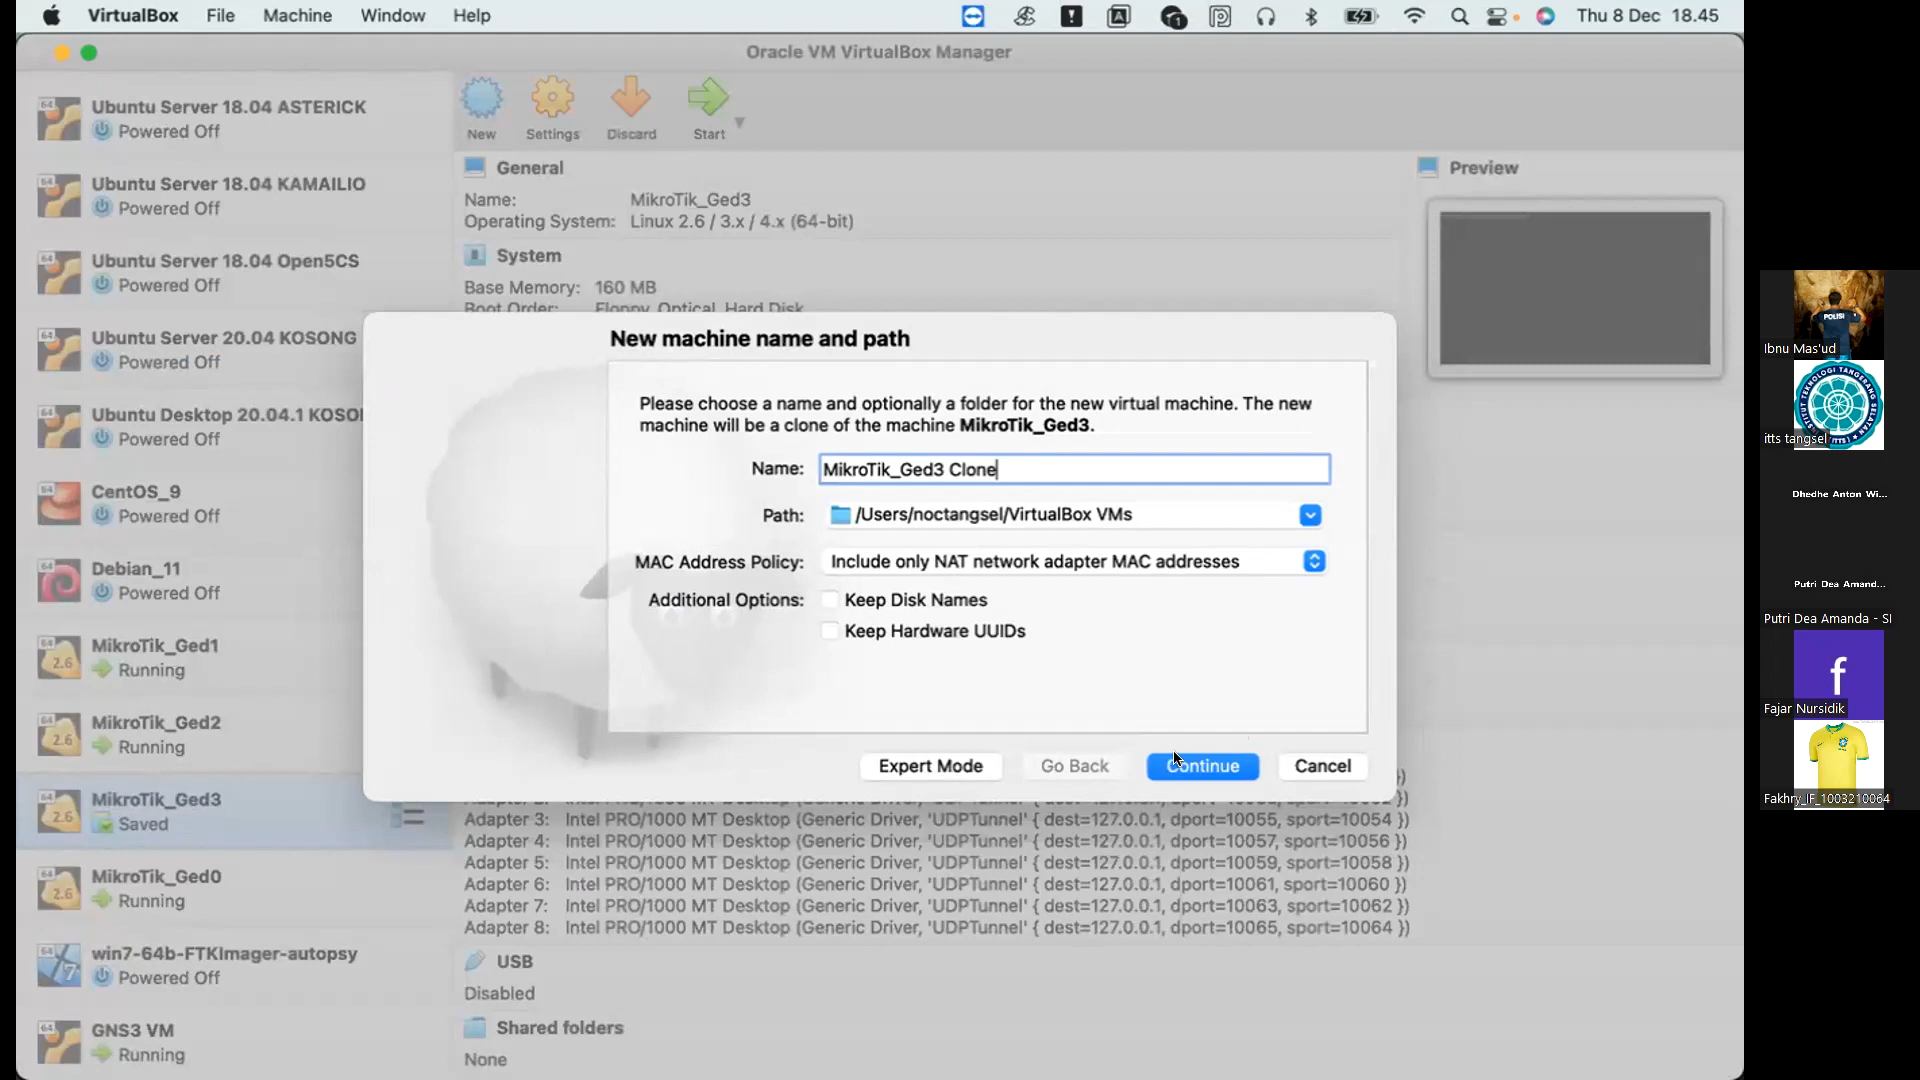 VirtualBox File Machine Window Help
Thu 8 Dec 18.45
Oracle VM VirtualBox Manager
Ubuntu Server 18.04 ASTERICK
Powered Off
Ubuntu Server 18.04 KAMAILIO
Powered Off
Ubuntu Server 18.04 Open5CS
Powered Off
Ubuntu Server 20.04 KOSONG
Powered Off
Ubuntu Desktop 20.04.1 KOSO
Powered Off
CentOS_9
Powered Off
Debian_11
Powered Off
MikroTik_Ged1
Running
MikroTik_Ged2
Running
MikroTik_Ged3
Saved
MikroTik_Ged0
Running
win7-64b-FTKImager-autopsy
Powered Off
GNS3 VM
Running
New Settings Discard Start
General
Name: MikroTik_Ged3
Operating System: Linux 2.6 / 3.x / 4.x (64-bit)
System
Base Memory: 160 MB
Boot Order: Floppy, Optical, Hard Disk
Preview
New machine name and path
Please choose a name and optionally a folder for the new virtual machine. The new
machine will be a clone of the machine MikroTik_Ged3.
Name: MikroTik_Ged3 Clone
Path: /Users/noctangsel/VirtualBox VMs
MAC Address Policy: Include only NAT network adapter MAC addresses
Additional Options: Keep Disk Names
Keep Hardware UUIDs
Expert Mode Go Back Continue Cancel
Adapter 3: Intel PRO/1000 MT Desktop (Generic Driver, 'UDPTunnel' { dest=127.0.0.1, dport=10055, sport=10054 })
Adapter 4: Intel PRO/1000 MT Desktop (Generic Driver, 'UDPTunnel' { dest=127.0.0.1, dport=10057, sport=10056 })
Adapter 5: Intel PRO/1000 MT Desktop (Generic Driver, 'UDPTunnel' { dest=127.0.0.1, dport=10059, sport=10058 })
Adapter 6: Intel PRO/1000 MT Desktop (Generic Driver, 'UDPTunnel' { dest=127.0.0.1, dport=10061, sport=10060 })
Adapter 7: Intel PRO/1000 MT Desktop (Generic Driver, 'UDPTunnel' { dest=127.0.0.1, dport=10063, sport=10062 })
Adapter 8: Intel PRO/1000 MT Desktop (Generic Driver, 'UDPTunnel' { dest=127.0.0.1, dport=10065, sport=10064 })
USB
Disabled
Shared folders
None
POLISI
Ibnu Mas'ud
itts tangsel
Dhedhe Anton Wi...
Putri Dea Amand...
Putri Dea Amanda - SI
f
Fajar Nursidik
Fakhry_IF_1003210064